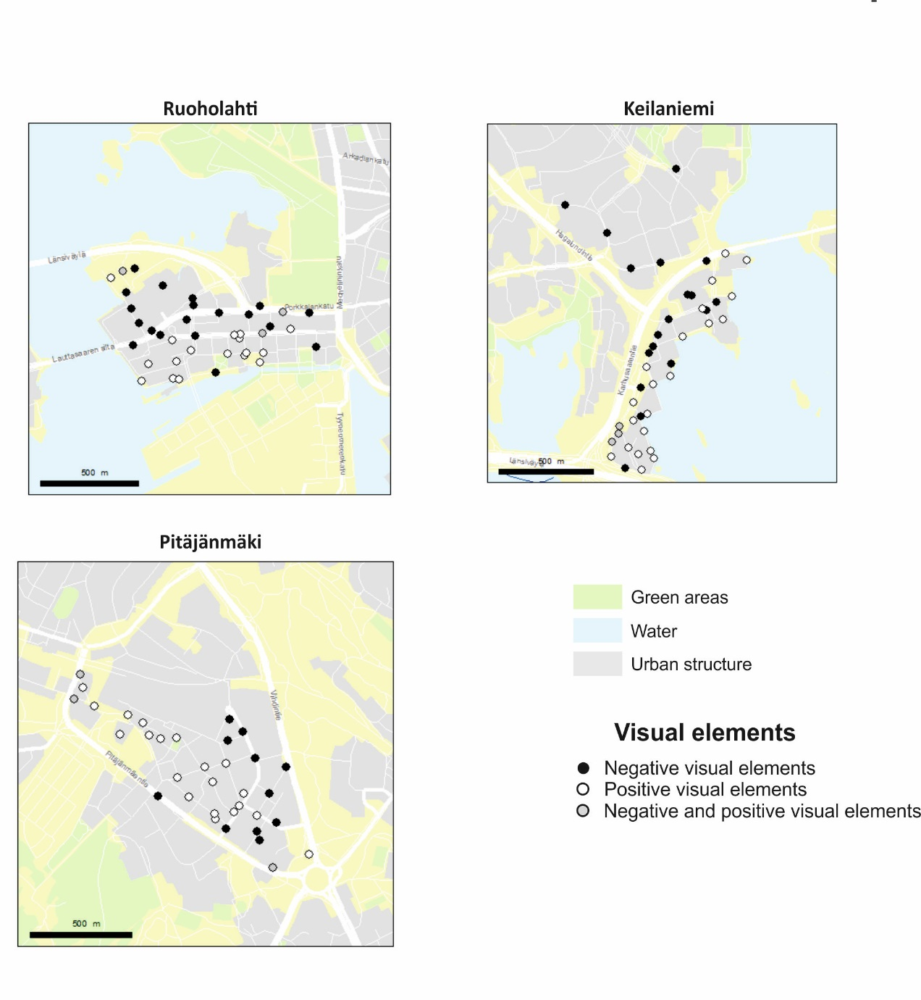 Ruoholahti
Keilaniemi
Arkadiankatu
Länsiväylä
Mechelininkatu
Porkkalankatu
Lauttasaaren silta
Tyynenmerenkatu
500 m
Hagalundintie
Karhusaarentie
Länsiväylä
500 m
Pitäjänmäki
Vihdintie
Pitäjänmäentie
500 m
Green areas
Water
Urban structure
Visual elements
Negative visual elements
Positive visual elements
Negative and positive visual elements